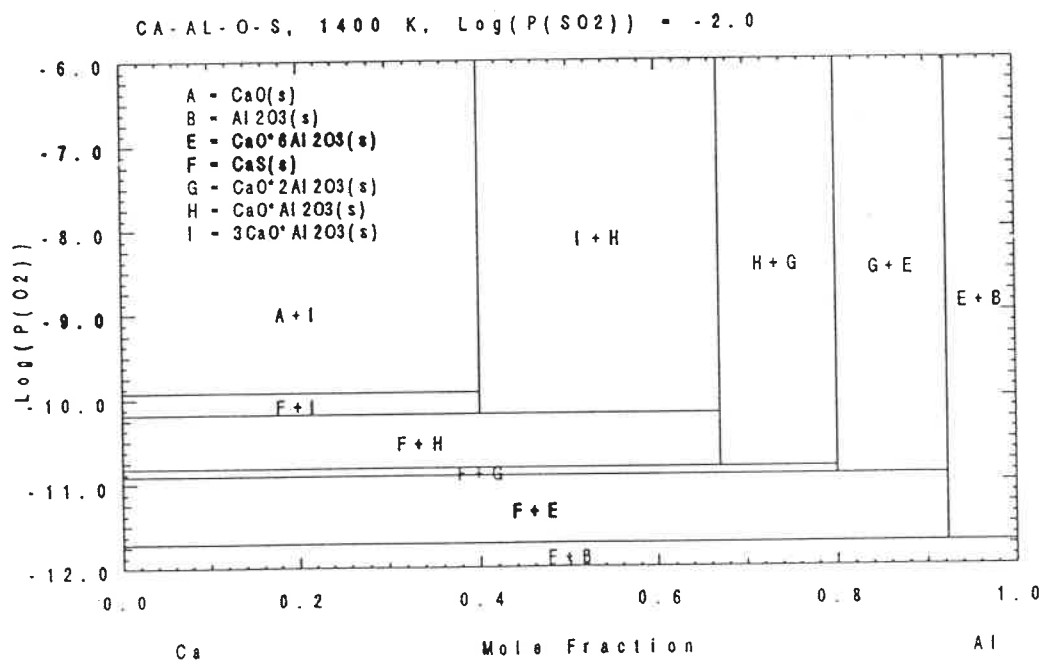 CA-AL-O-S, 1400 K, Log(P(SO2)) = -2.0
-6.0
A = CaO(s)
B = Al2O3(s)
E = CaO*6Al2O3(s)
F = CaS(s)
G = CaO*2Al2O3(s)
H = CaO*Al2O3(s)
I = 3CaO*Al2O3(s)
-7.0
-8.0
I + H
H + G
G + E
E + B
Log(P(O2))
-9.0
A + I
-10.0
F + I
F + H
F + G
-11.0
F + E
F + B
-12.0
0.0 0.2 0.4 0.6 0.8 1.0
Ca Mole Fraction Al